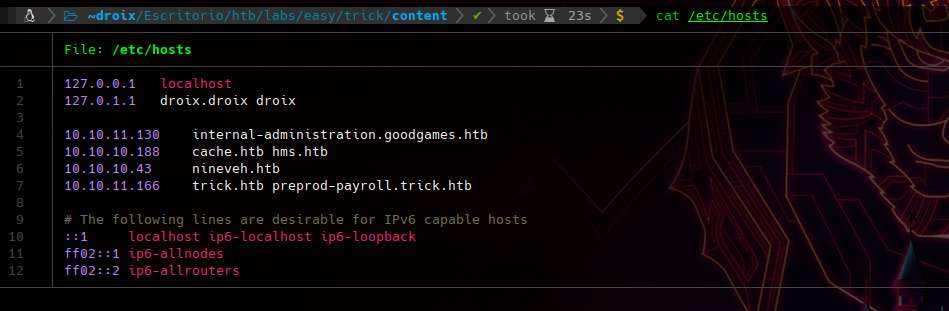 ~droix/Escritorio/htb/labs/easy/trick/content ✔ took 23s $ cat /etc/hosts
File: /etc/hosts
1 127.0.0.1 localhost
2 127.0.1.1 droix.droix droix
3
4 10.10.11.130 internal-administration.goodgames.htb
5 10.10.10.188 cache.htb hms.htb
6 10.10.10.43 nineveh.htb
7 10.10.11.166 trick.htb preprod-payroll.trick.htb
8
9 # The following lines are desirable for IPv6 capable hosts
10 ::1 localhost ip6-localhost ip6-loopback
11 ff02::1 ip6-allnodes
12 ff02::2 ip6-allrouters